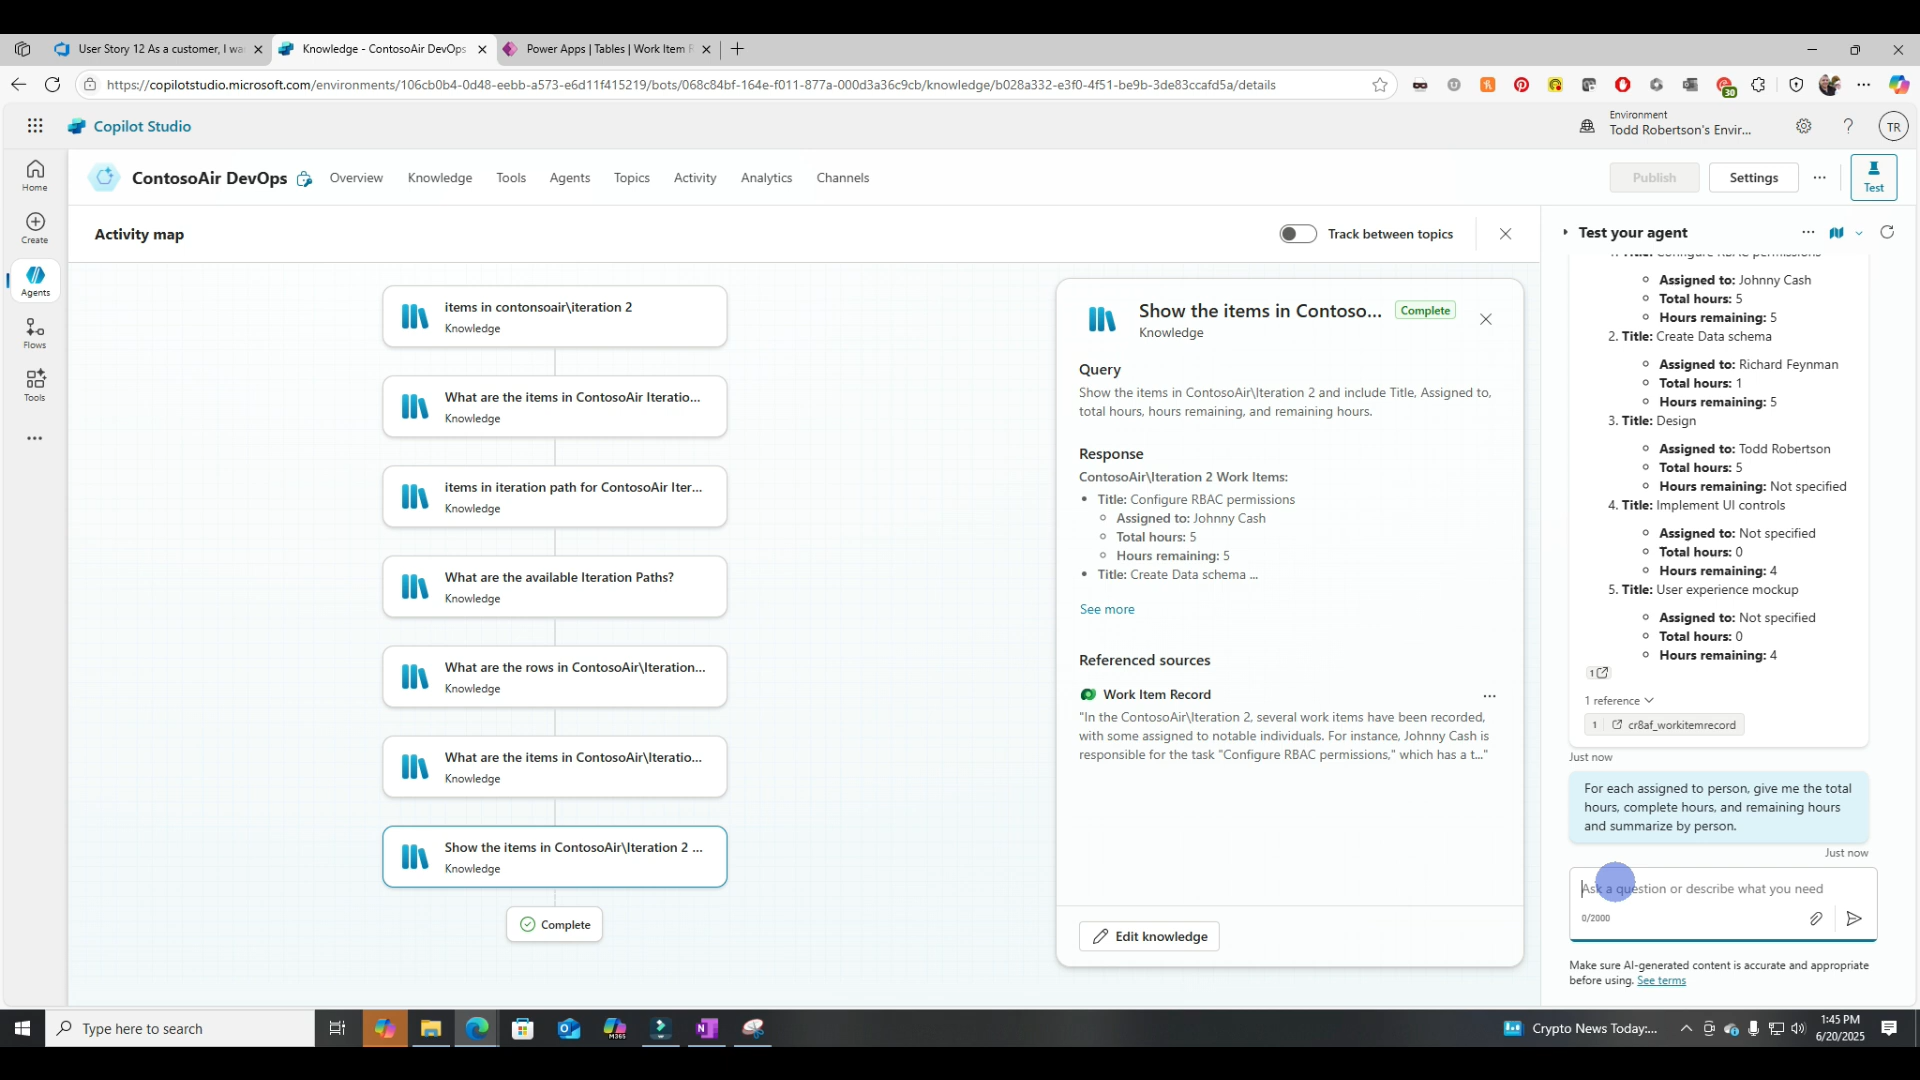 User Story 12 As a customer, I wa
Knowledge - ContosoAir DevOps
Power Apps | Tables | Work Item R
https://copilotstudio.microsoft.com/environments/106cb0b4-0d48-eebb-a573-e6d11f415219/bots/068c84bf-164e-f011-877a-000d3a36c9cb/knowledge/b028a332-e3f0-4f51-be9b-3de83ccafd5a/details
30
Copilot Studio
Environment
Todd Robertson's Envir...
?
TR
Home
Create
Agents
Flows
Tools
ContosoAir DevOps
Overview
Knowledge
Tools
Agents
Topics
Activity
Analytics
Channels
Publish
Settings
Test
Activity map
Track between topics
items in contonsoair\iteration 2
Knowledge
What are the items in ContosoAir Iteratio...
Knowledge
items in iteration path for ContosoAir Iter...
Knowledge
What are the available Iteration Paths?
Knowledge
What are the rows in ContosoAir\Iteration...
Knowledge
What are the items in ContosoAir\Iteratio...
Knowledge
Show the items in ContosoAir\Iteration 2 ...
Knowledge
Complete
Show the items in Contoso...
Complete
Knowledge
Query
Show the items in ContosoAir\Iteration 2 and include Title, Assigned to,
total hours, hours remaining, and remaining hours.
Response
ContosoAir\Iteration 2 Work Items:
• Title: Configure RBAC permissions
Assigned to: Johnny Cash
Total hours: 5
Hours remaining: 5
• Title: Create Data schema ...
See more
Referenced sources
Work Item Record
"In the ContosoAir\Iteration 2, several work items have been recorded,
with some assigned to notable individuals. For instance, Johnny Cash is
responsible for the task "Configure RBAC permissions," which has a t..."
Edit knowledge
Test your agent
1. Title: Configure RBAC permissions
Assigned to: Johnny Cash
Total hours: 5
Hours remaining: 5
2. Title: Create Data schema
Assigned to: Richard Feynman
Total hours: 1
Hours remaining: 5
3. Title: Design
Assigned to: Todd Robertson
Total hours: 5
Hours remaining: Not specified
4. Title: Implement UI controls
Assigned to: Not specified
Total hours: 0
Hours remaining: 4
5. Title: User experience mockup
Assigned to: Not specified
Total hours: 0
Hours remaining: 4
1
1 reference
1 cr8af_workitemrecord
Just now
For each assigned to person, give me the total
hours, complete hours, and remaining hours
and summarize by person.
Just now
Ask a question or describe what you need
0/2000
Make sure AI-generated content is accurate and appropriate
before using. See terms
Type here to search
M365
Crypto News Today:...
1:45 PM
6/20/2025